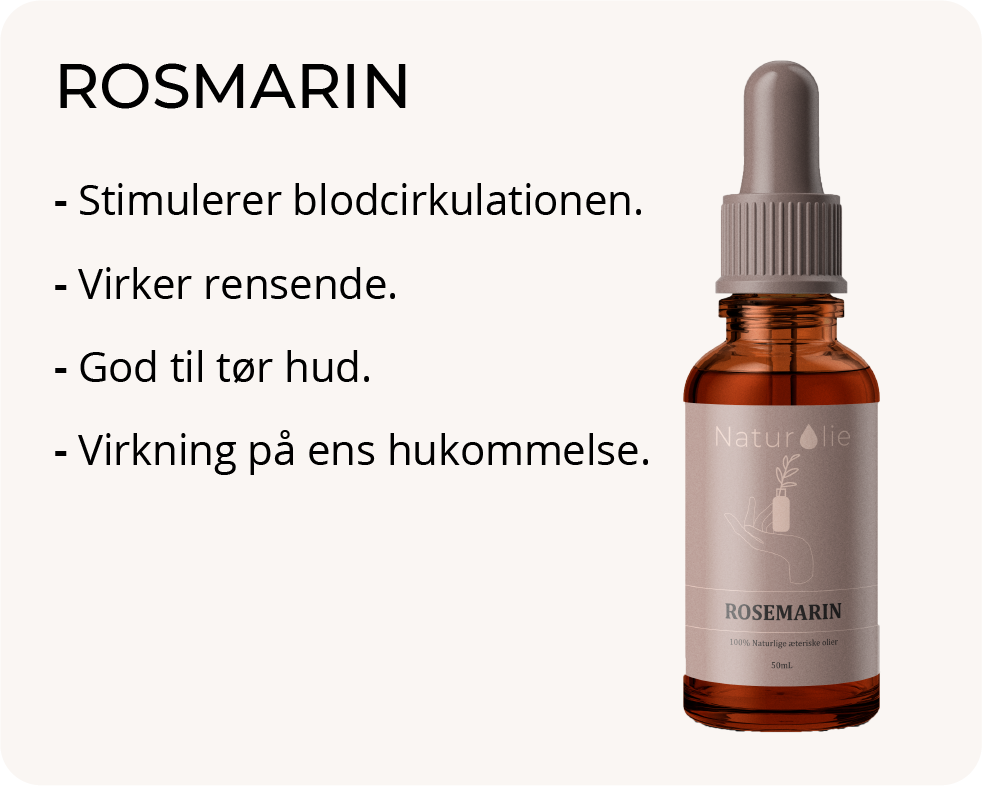 ROSMARIN
- Stimulerer blodcirkulationen.
- Virker rensende.
- God til tør hud.
- Virkning på ens hukommelse.
Naturolie
ROSEMARIN
100% Naturlige æteriske olier
50mL